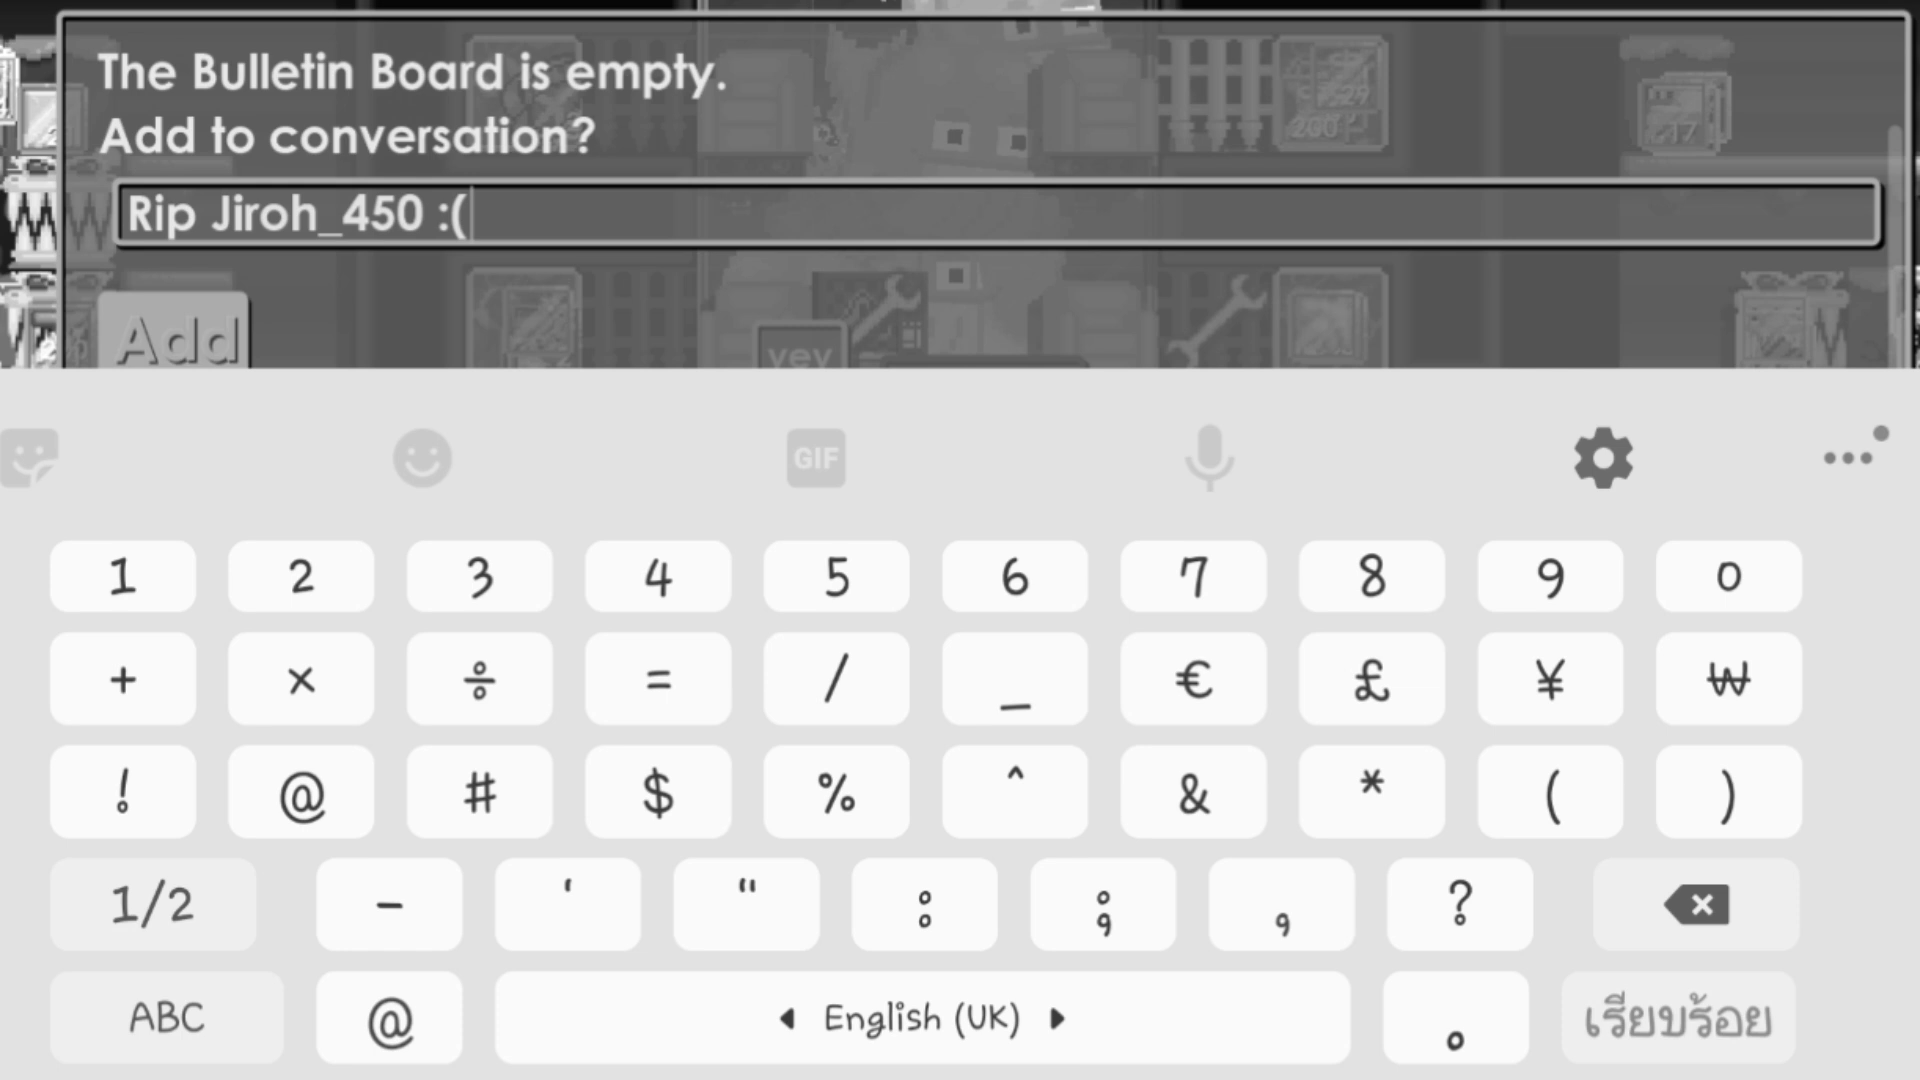 The Bulletin Board is empty.
Add to conversation?
Rip Jiroh_450 :(
Add
vev
GIF
1 2 3 4 5 6 7 8 9 0
+ × ÷ = / _ € £ ¥ ₩
! @ # $ % ^ & * ( )
1/2 - ' " : ; , ?
ABC @ English (UK) . เรียบร้อย